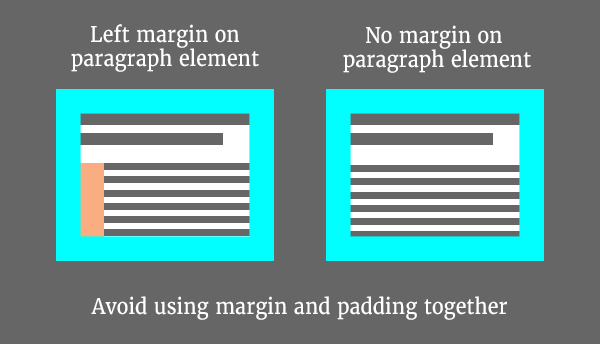 Left margin on
paragraph element
No margin on
paragraph element
Avoid using margin and padding together